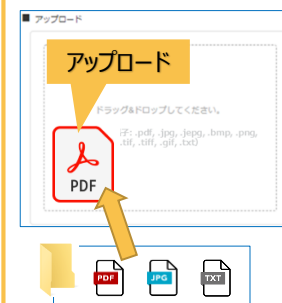 ■ アップロード
アップロード
ドラッグ&ドロップしてください。
子: .pdf, .jpg, .jepg, .bmp, .png,
.tif, .tiff, .gif, .txt)
PDF
PDF
JPG
TXT